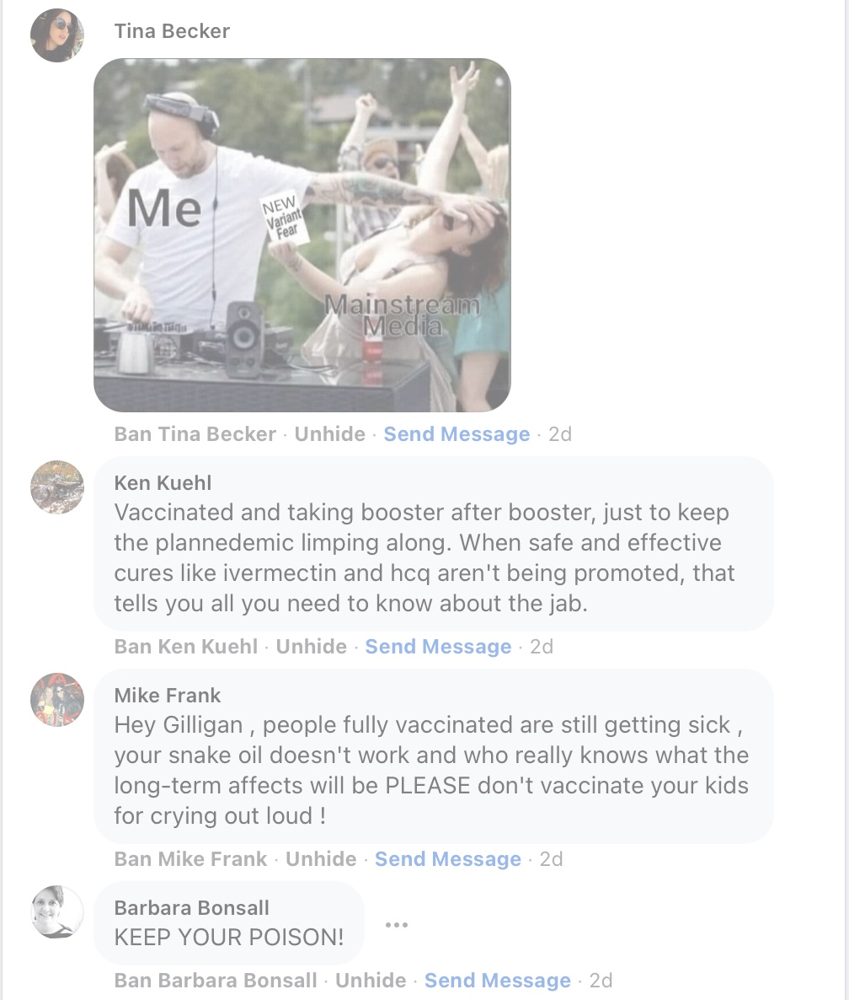 Tina Becker
Me
NEW
Variant
Fear
Mainstream
Media
Ban Tina Becker · Unhide · Send Message · 2d
Ken Kuehl
Vaccinated and taking booster after booster, just to keep
the plannedemic limping along. When safe and effective
cures like ivermectin and hcq aren't being promoted, that
tells you all you need to know about the jab.
Ban Ken Kuehl · Unhide · Send Message · 2d
Mike Frank
Hey Gilligan , people fully vaccinated are still getting sick ,
your snake oil doesn't work and who really knows what the
long-term affects will be PLEASE don't vaccinate your kids
for crying out loud !
Ban Mike Frank · Unhide · Send Message · 2d
Barbara Bonsall
KEEP YOUR POISON!
Ban Barbara Bonsall · Unhide · Send Message · 2d